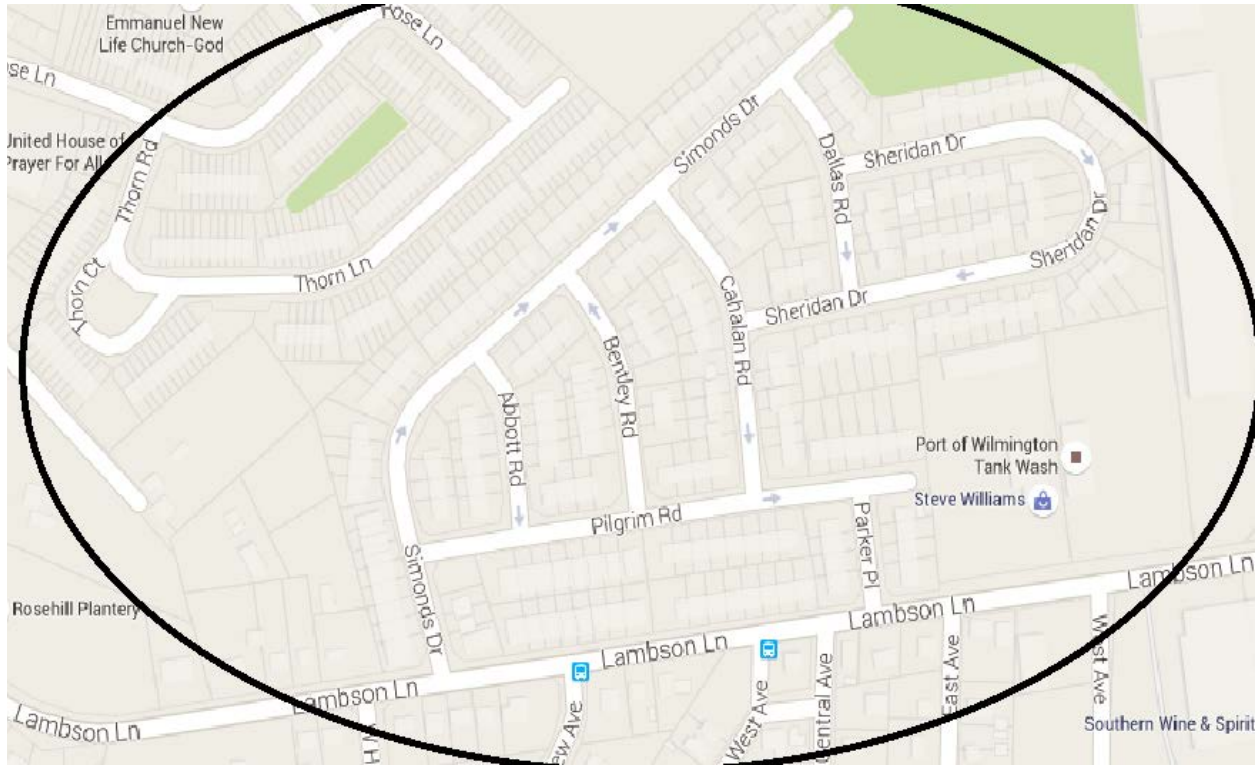 Emmanuel New
Life Church-God
Rose Ln
se Ln
United House of
Prayer For All
Thorn Rd
Thorn Ct
Thorn Ln
Simonds Dr
Dallas Rd
Sheridan Dr
Sheridan Dr
Sheridan Dr
Cahalan Rd
Bentley Rd
Abbott Rd
Port of Wilmington
Tank Wash
Steve Williams
Pilgrim Rd
Parker Pl
Simonds Dr
Lambson Ln
Rosehill Plantery
Lambson Ln
Lambson Ln
Lambson Ln
Lambson Ln
W H
ew Ave
West Ave
Central Ave
East Ave
West Ave
Southern Wine & Spirit